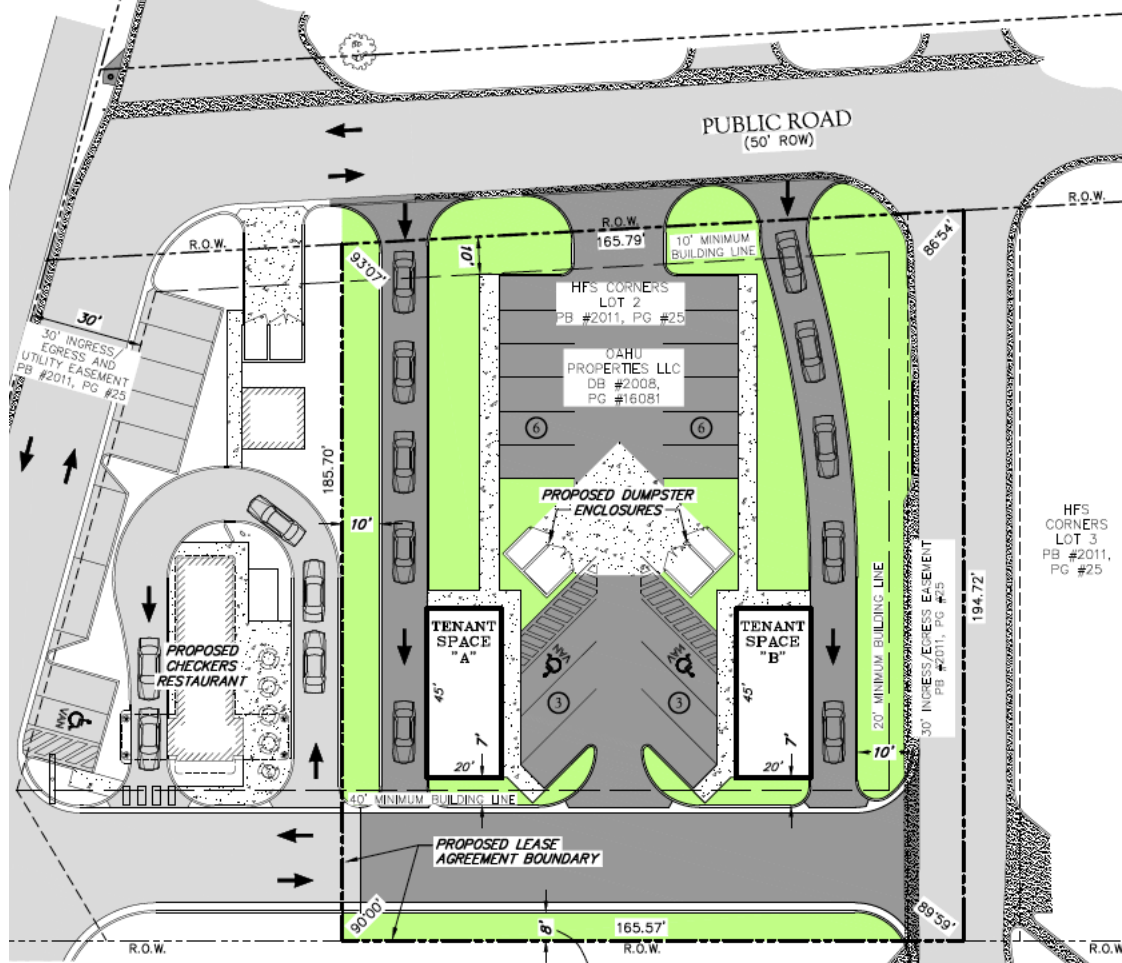 PUBLIC ROAD
(50' ROW)
R.O.W.
R.O.W.
165.79'
R.O.W.
10' MINIMUM
BUILDING LINE
86°54'
93°07'
10'
HFS CORNERS
LOT 2
PB #2011, PG #25
30'
30' INGRESS/
EGRESS AND
UTILITY EASEMENT
PB #2011, PG #25
OAHU
PROPERTIES LLC
DB #2008,
PG #16081
6
6
185.70'
PROPOSED DUMPSTER
ENCLOSURES
10'
HFS
CORNERS
LOT 3
PB #2011,
PG #25
20' MINIMUM BUILDING LINE
30' INGRESS/EGRESS EASEMENT
PB #2011, PG #25
194.72'
TENANT
SPACE
"A"
45'
7'
20'
TENANT
SPACE
"B"
45'
7'
20'
PROPOSED
CHECKERS
RESTAURANT
VAN
VAN
VAN
3
3
10'
40' MINIMUM BUILDING LINE
PROPOSED LEASE
AGREEMENT BOUNDARY
90°00'
8'
165.57'
89°59'
R.O.W.
R.O.W.
R.O.W.